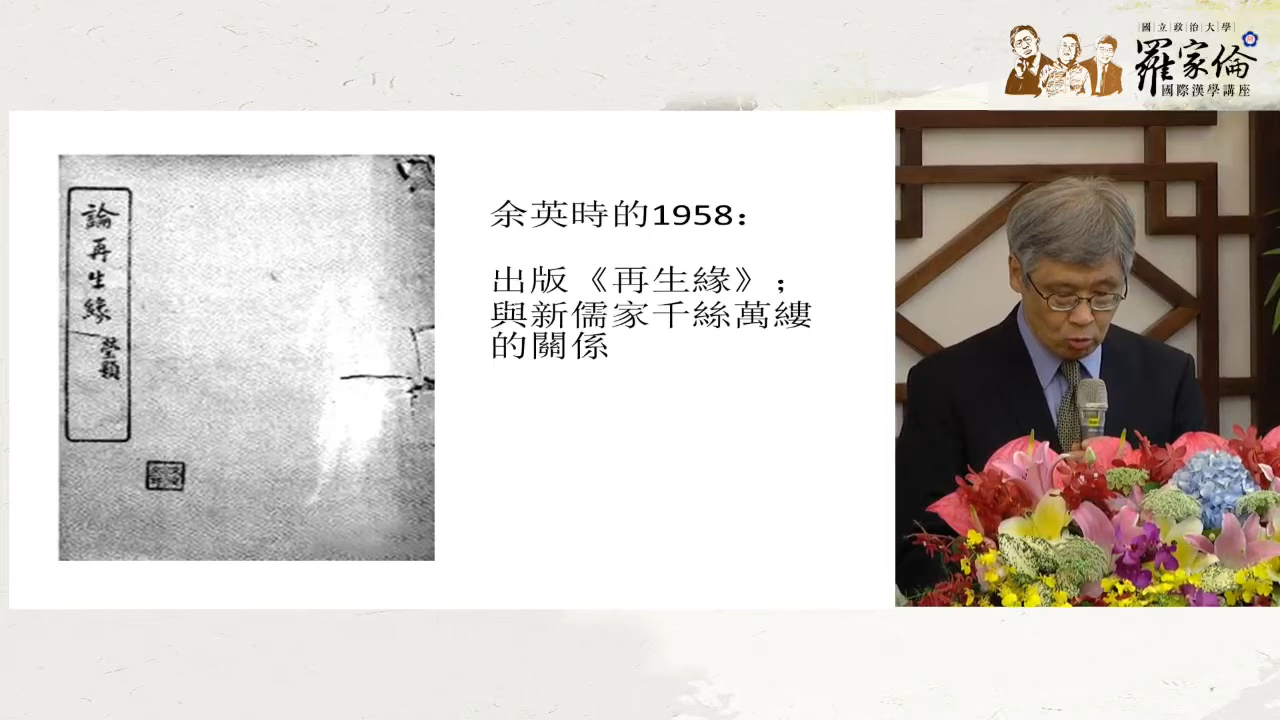 國立政治大學
羅家倫
國際漢學講座
論再生緣
余英時的1958：
出版《再生緣》；
與新儒家千絲萬縷
的關係